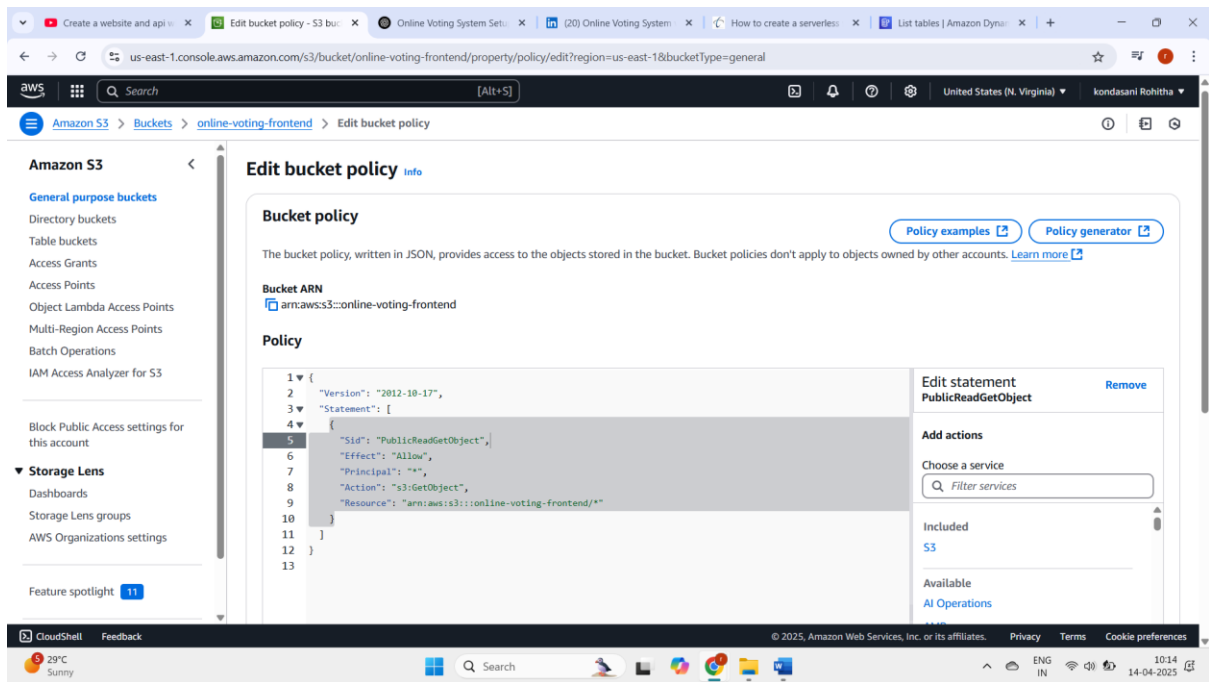 Create a website and api w
Edit bucket policy - S3 buc
Online Voting System Setu
(20) Online Voting System
How to create a serverless
List tables | Amazon Dynam
us-east-1.console.aws.amazon.com/s3/bucket/online-voting-frontend/property/policy/edit?region=us-east-1&bucketType=general
aws
Search
[Alt+S]
United States (N. Virginia)
kondasani Rohitha
Amazon S3 > Buckets > online-voting-frontend > Edit bucket policy
Amazon S3
General purpose buckets
Directory buckets
Table buckets
Access Grants
Access Points
Object Lambda Access Points
Multi-Region Access Points
Batch Operations
IAM Access Analyzer for S3
Block Public Access settings for
this account
Storage Lens
Dashboards
Storage Lens groups
AWS Organizations settings
Feature spotlight 11
Edit bucket policy Info
Bucket policy
Policy examples
Policy generator
The bucket policy, written in JSON, provides access to the objects stored in the bucket. Bucket policies don't apply to objects owned by other accounts. Learn more
Bucket ARN
arn:aws:s3:::online-voting-frontend
Policy
1 {
2 "Version": "2012-10-17",
3 "Statement": [
4 {
5 "Sid": "PublicReadGetObject",
6 "Effect": "Allow",
7 "Principal": "*",
8 "Action": "s3:GetObject",
9 "Resource": "arn:aws:s3:::online-voting-frontend/*"
10 }
11 ]
12 }
13
Edit statement
Remove
PublicReadGetObject
Add actions
Choose a service
Filter services
Included
S3
Available
AI Operations
CloudShell
Feedback
© 2025, Amazon Web Services, Inc. or its affiliates.
Privacy
Terms
Cookie preferences
5
29°C
Sunny
Search
ENG
IN
10:14
14-04-2025